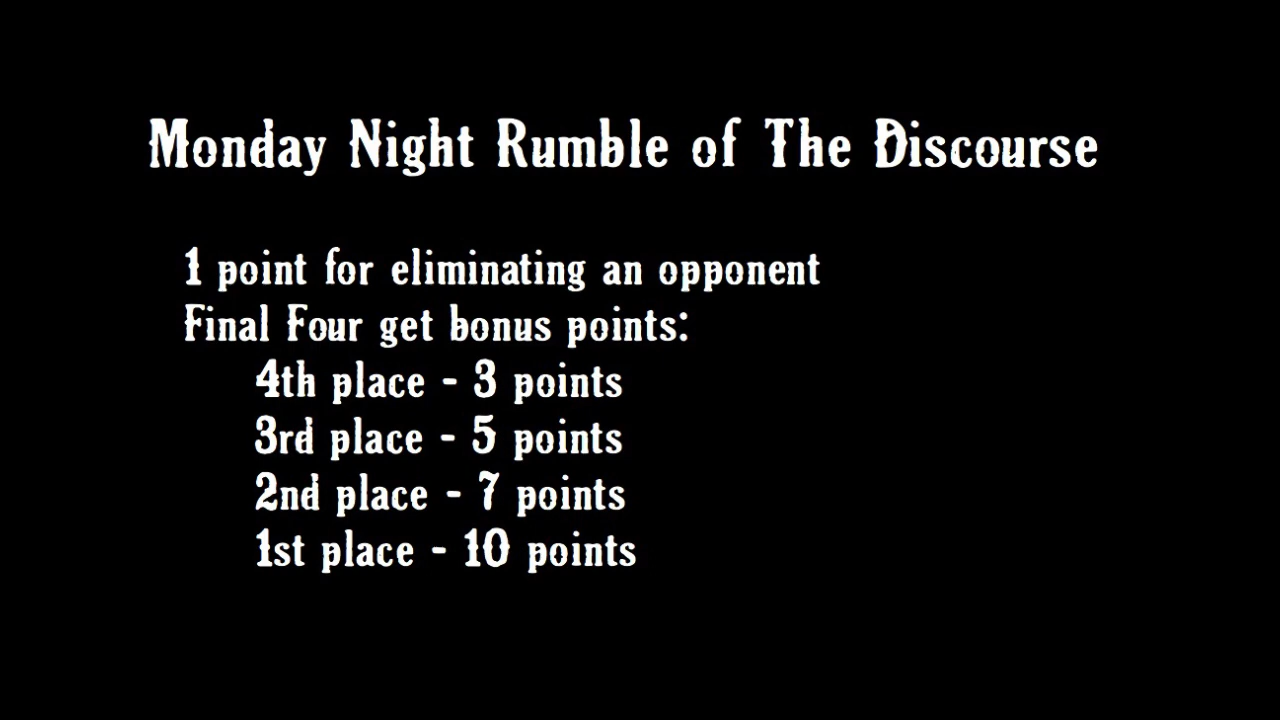 Monday Night Rumble of The Discourse
1 point for eliminating an opponent
Final Four get bonus points:
4th place - 3 points
3rd place - 5 points
2nd place - 7 points
1st place - 10 points